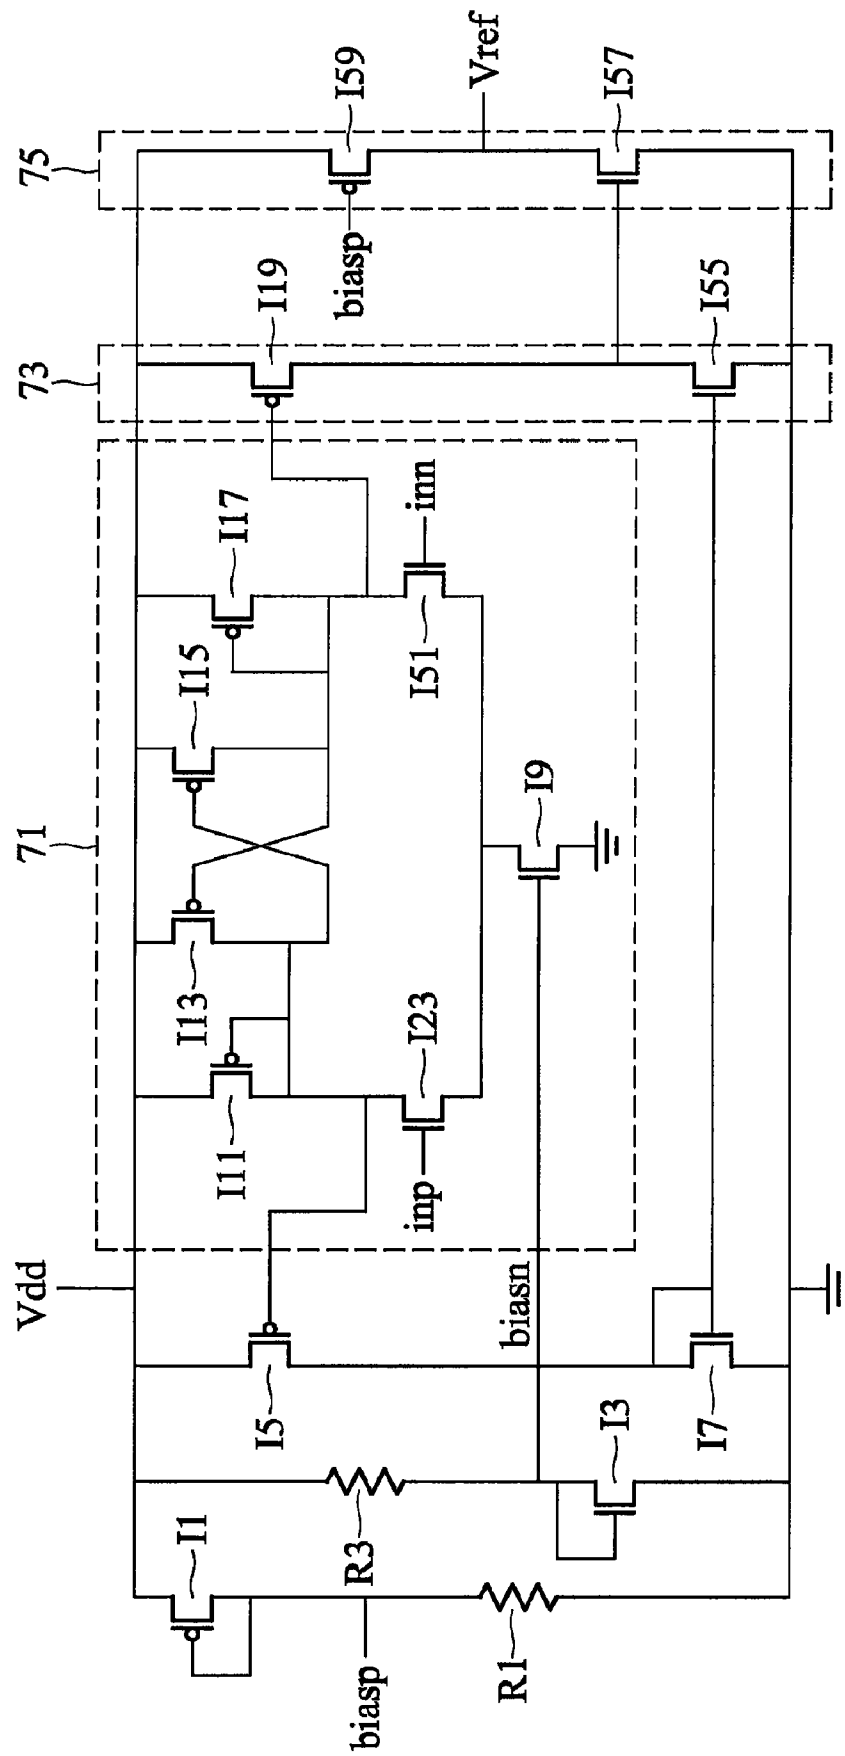 Vdd
71
73
75
I1
I5
I11
I13
I15
I17
I19
I59
biasp
Vref
biasp
R3
R1
I3
I7
biasn
inp
I23
I9
I51
inn
I55
I57